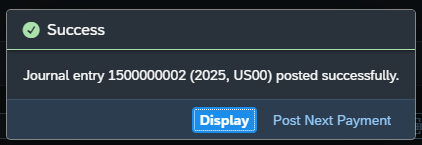 Success
Journal entry 1500000002 (2025, US00) posted successfully.
Display Post Next Payment